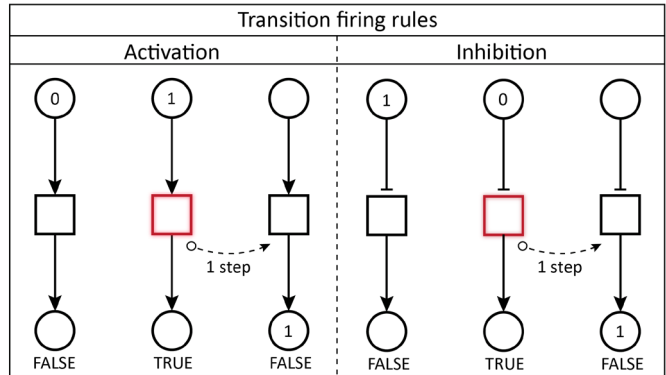 Transition firing rules
Activation Inhibition
0 1 1 0
1 step 1 step
1 1
FALSE TRUE FALSE FALSE TRUE FALSE